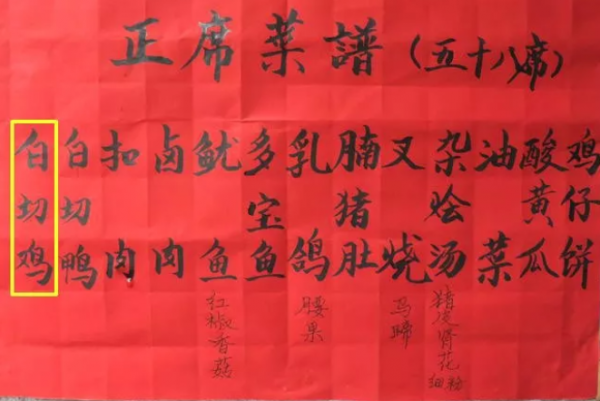 正席菜譜(五十八席)
白切鸡
白切鸭
扣肉
卤肉
鱿鱼
红椒香菇
多宝鱼
乳鸽
腰果
腩猪肚
叉烧
马蹄
杂烩汤
猪皮肾花
油菜
酸黄瓜
鸡仔饼